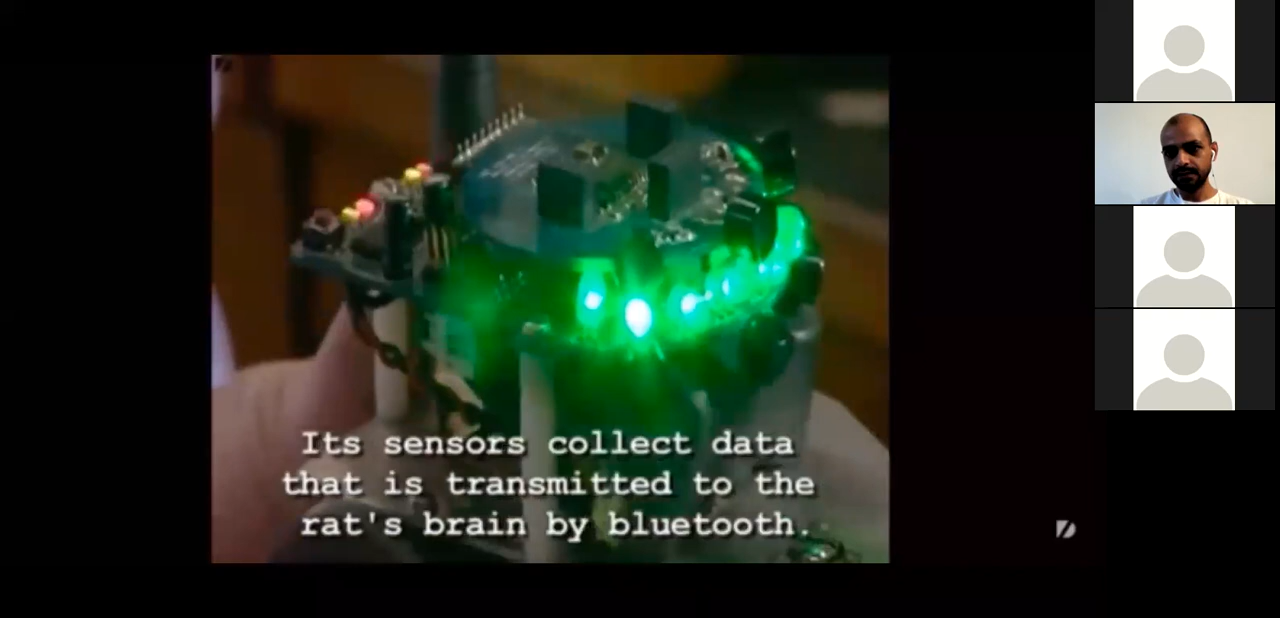 Its sensors collect data
that is transmitted to the
rat's brain by bluetooth.